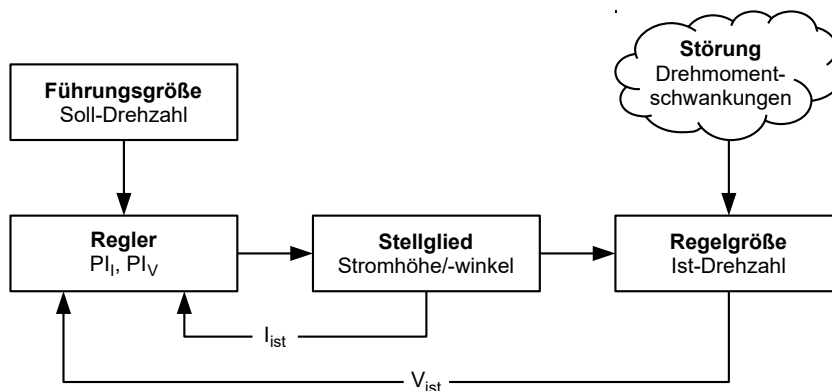 Störung
Drehmoment-
schwankungen
Führungsgröße
Soll-Drehzahl
Regler
PI_I, PI_V
Stellglied
Stromhöhe/-winkel
Regelgröße
Ist-Drehzahl
I_ist
V_ist